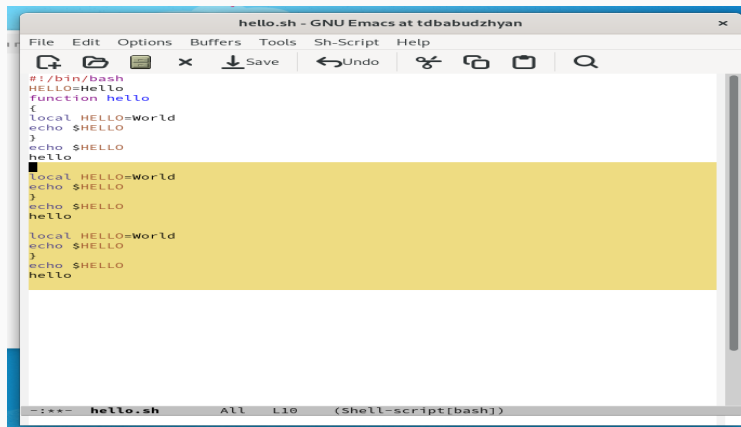 hello.sh - GNU Emacs at tdbabudzhyan
File Edit Options Buffers Tools Sh-Script Help
Save Undo
#!/bin/bash
HELLO=Hello
function hello
{
local HELLO=World
echo $HELLO
}
echo $HELLO
hello
local HELLO=World
echo $HELLO
}
echo $HELLO
hello
local HELLO=World
echo $HELLO
}
echo $HELLO
hello
-:**- hello.sh All L10 (Shell-script[bash])